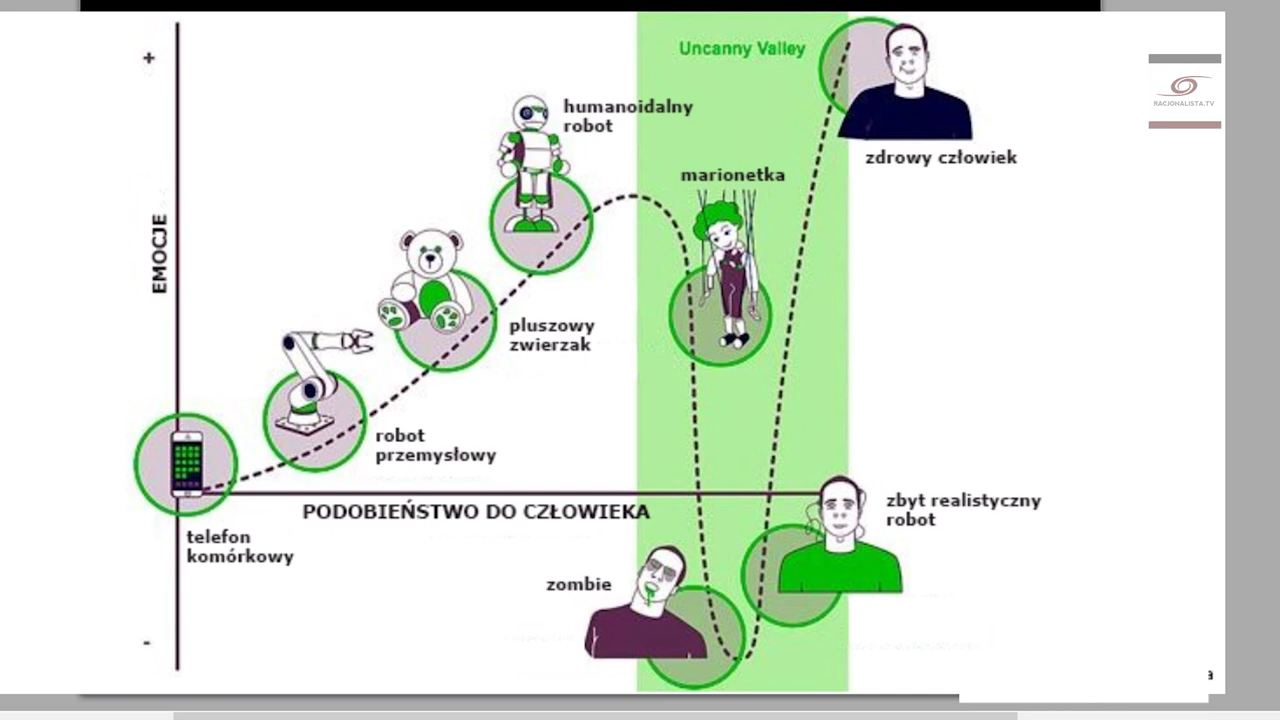 +
Uncanny Valley
humanoidalny
robot
zdrowy człowiek
marionetka
EMOCJE
pluszowy
zwierzak
robot
przemysłowy
PODOBIEŃSTWO DO CZŁOWIEKA
zbyt realistyczny
robot
telefon
komórkowy
zombie
-
RACJONALISTA.TV
a